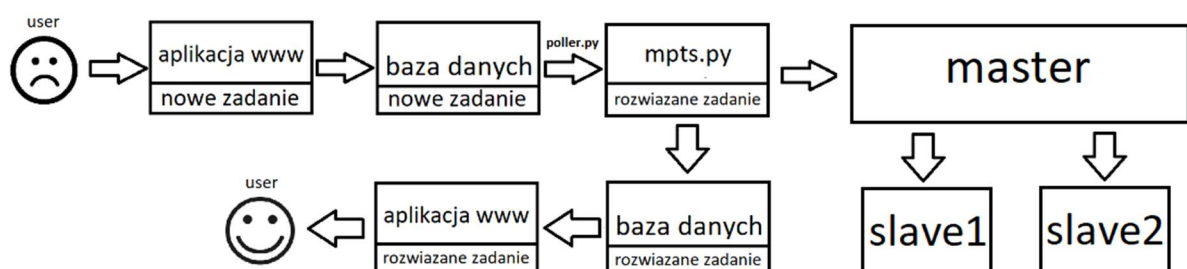 user
aplikacja www
nowe zadanie
baza danych
nowe zadanie
poller.py
mpts.py
rozwiazane zadanie
master
user
aplikacja www
rozwiazane zadanie
baza danych
rozwiazane zadanie
slave1
slave2